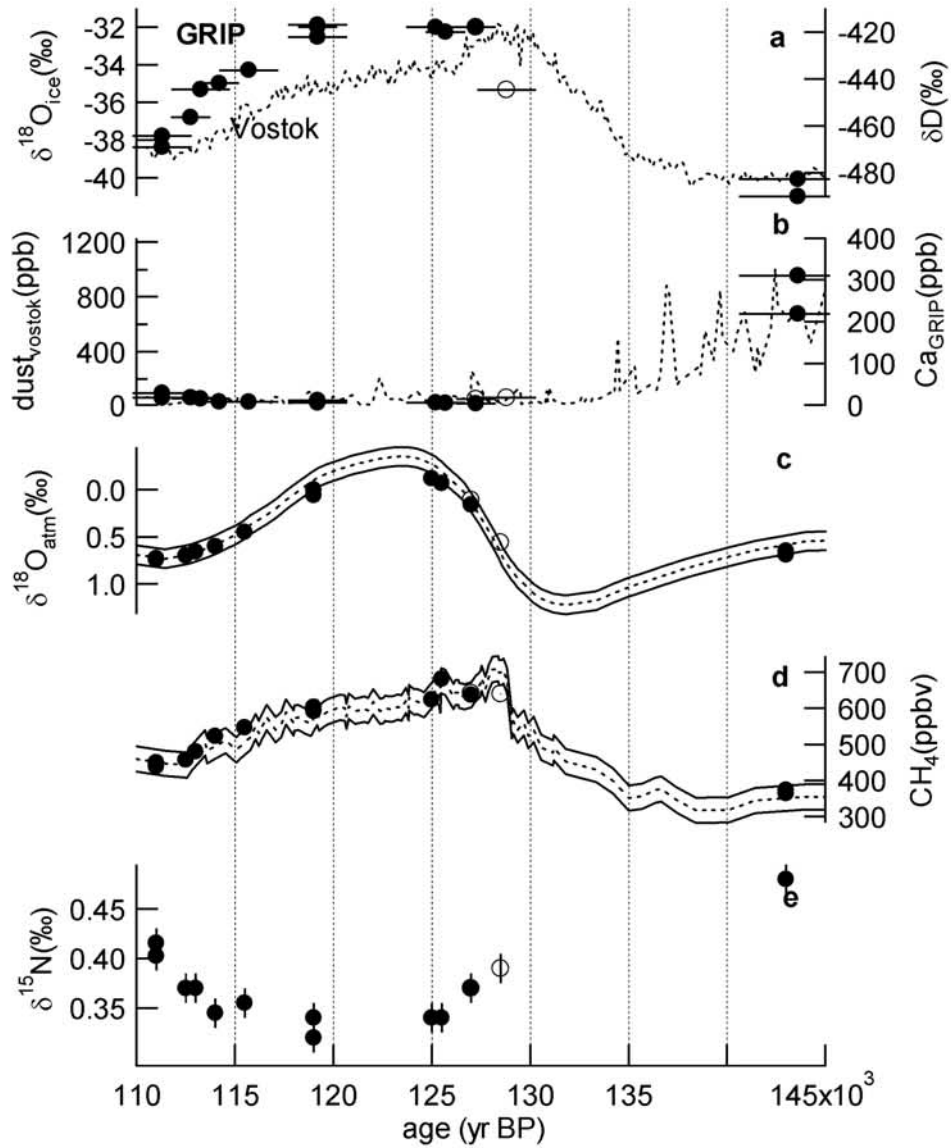 GRIP
a
Vostok
δ¹⁸Oice(‰)
-32
-34
-36
-38
-40
δD(‰)
-420
-440
-460
-480
b
dustvostok(ppb)
1200
800
400
0
CaGRIP(ppb)
400
300
200
100
0
c
δ¹⁸Oatm(‰)
0.0
0.5
1.0
d
CH₄(ppbv)
700
600
500
400
300
e
δ¹⁵N(‰)
0.45
0.40
0.35
110 115 120 125 130 135 145x10³
age (yr BP)